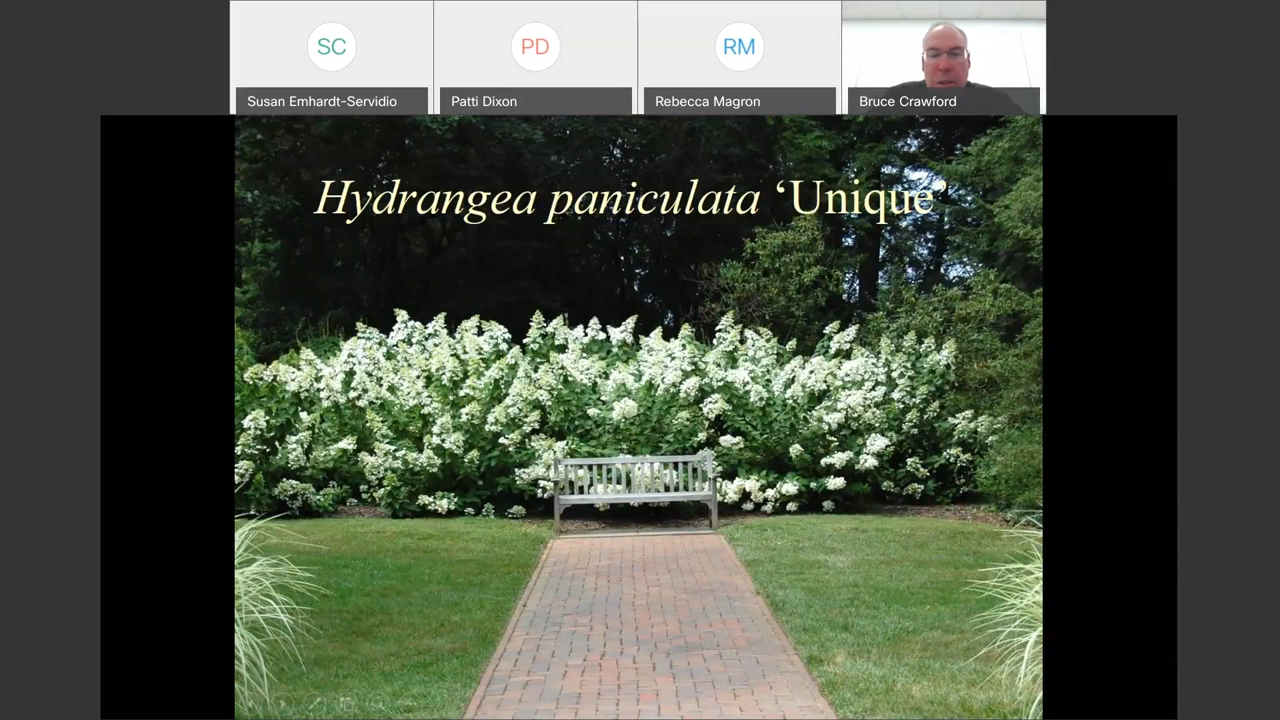 SC
PD
RM
Susan Emhardt-Servidio
Patti Dixon
Rebecca Magron
Bruce Crawford
Hydrangea paniculata ‘Unique’